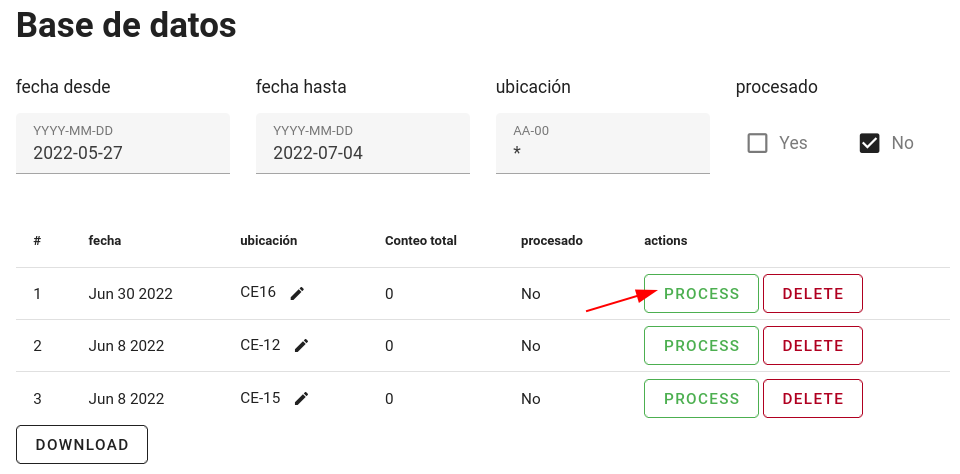 Base de datos
fecha desde fecha hasta ubicación procesado
YYYY-MM-DD YYYY-MM-DD AA-00
2022-05-27 2022-07-04 * Yes No
# fecha ubicación Conteo total procesado actions
1 Jun 30 2022 CE16 0 No PROCESS DELETE
2 Jun 8 2022 CE-12 0 No PROCESS DELETE
3 Jun 8 2022 CE-15 0 No PROCESS DELETE
DOWNLOAD